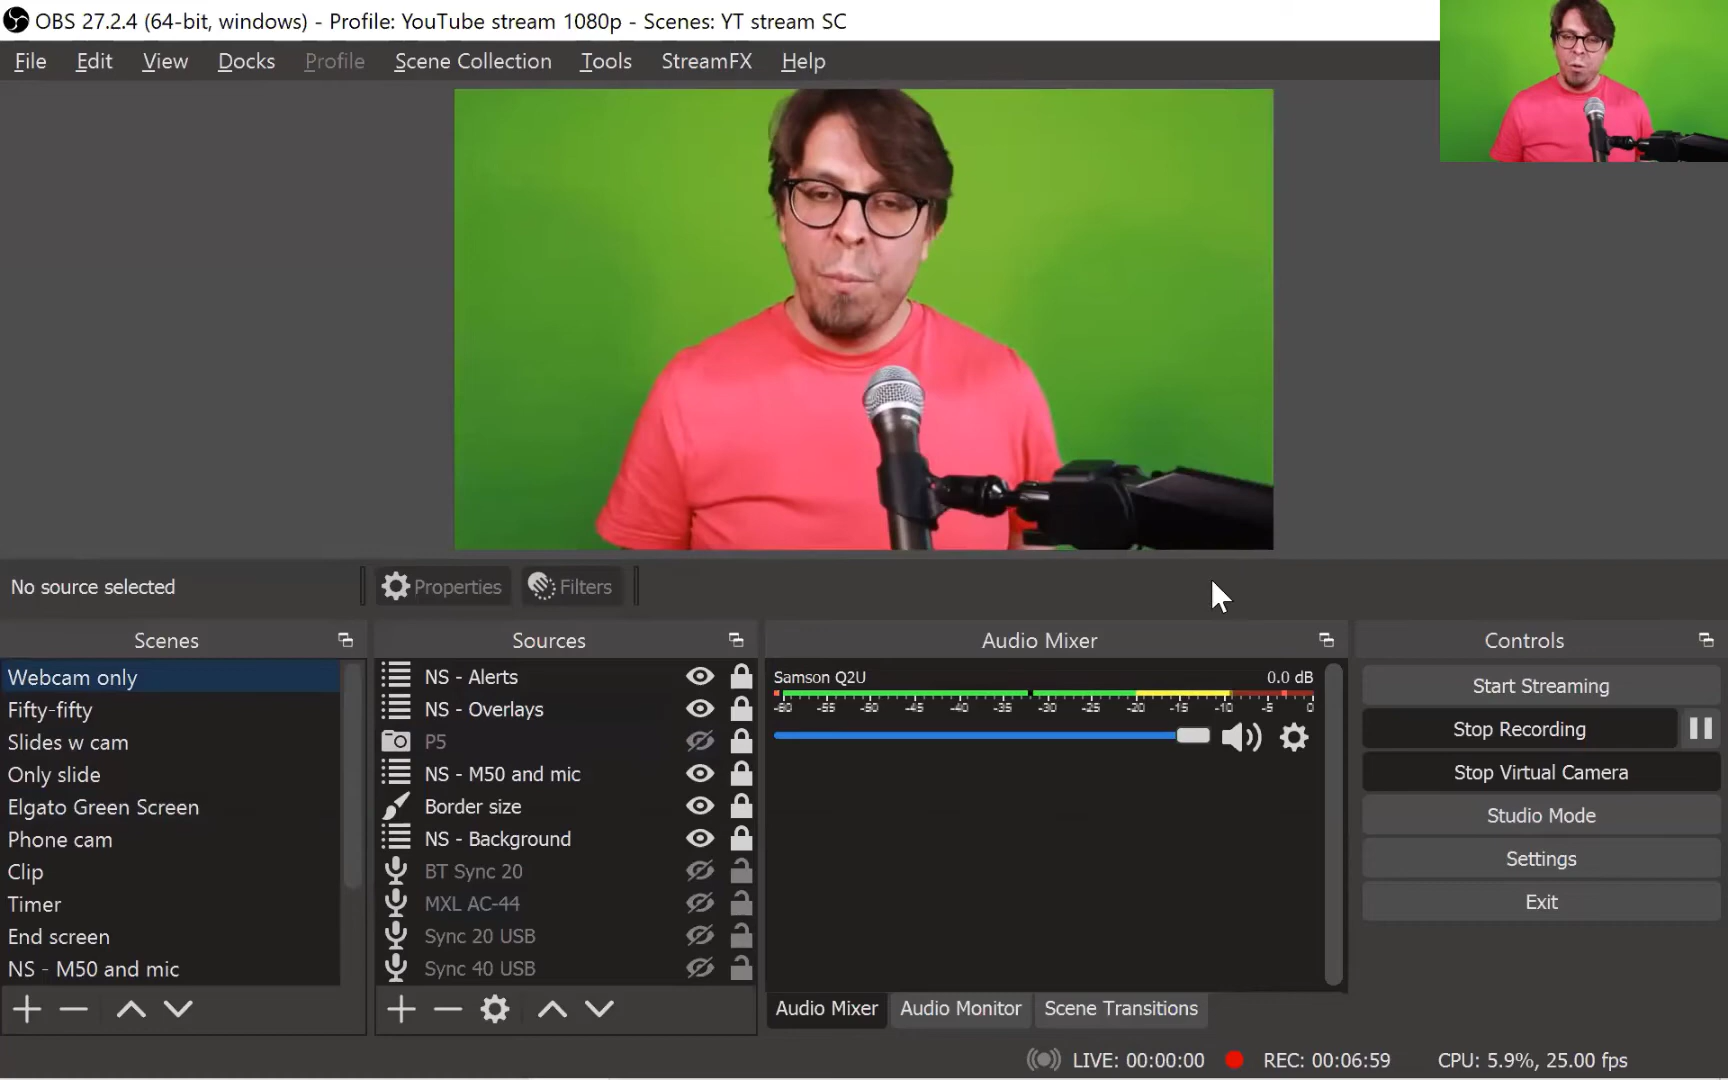 OBS 27.2.4 (64-bit, windows) - Profile: YouTube stream 1080p - Scenes: YT stream SC
File Edit View Docks Profile Scene Collection Tools StreamFX Help
No source selected
Properties
Filters
Scenes
Webcam only
Fifty-fifty
Slides w cam
Only slide
Elgato Green Screen
Phone cam
Clip
Timer
End screen
NS - M50 and mic
Sources
NS - Alerts
NS - Overlays
P5
NS - M50 and mic
Border size
NS - Background
BT Sync 20
MXL AC-44
Sync 20 USB
Sync 40 USB
Audio Mixer
Samson Q2U 0.0 dB
-60 -55 -50 -45 -40 -35 -30 -25 -20 -15 -10 -5 0
Audio Mixer Audio Monitor Scene Transitions
Controls
Start Streaming
Stop Recording
Stop Virtual Camera
Studio Mode
Settings
Exit
LIVE: 00:00:00 REC: 00:06:59 CPU: 5.9%, 25.00 fps